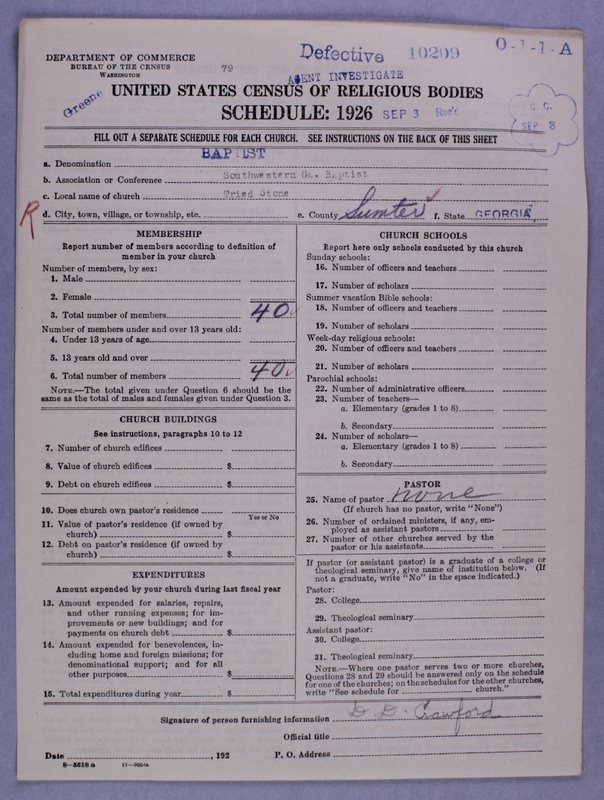 DEPARTMENT OF COMMERCE
BUREAU OF THE CENSUS
WASHINGTON
79
Defective 10209
O-1-1-A
AGENT INVESTIGATE
Greene
UNITED STATES CENSUS OF RELIGIOUS BODIES
SCHEDULE: 1926
SEP 3 Rec'd
G. C.
SEP 8
FILL OUT A SEPARATE SCHEDULE FOR EACH CHURCH. SEE INSTRUCTIONS ON THE BACK OF THIS SHEET
a. Denomination BAPTIST
b. Association or Conference Southwestern Ga. Baptist
c. Local name of church Tried Stone
R
d. City, town, village, or township, etc. e. County Sumter f. State GEORGIA
MEMBERSHIP
Report number of members according to definition of
member in your church
Number of members, by sex:
1. Male
2. Female
3. Total number of members 40
Number of members under and over 13 years old:
4. Under 13 years of age
5. 13 years old and over
6. Total number of members 40
NOTE.—The total given under Question 6 should be
same as the total of males and females given under Question 3.
CHURCH BUILDINGS
See instructions, paragraphs 10 to 12
7. Number of church edifices
8. Value of church edifices $
9. Debt on church edifices $
10. Does church own pastor's residence
Yes or No
11. Value of pastor's residence (if owned by
church) $
12. Debt on pastor's residence (if owned by
church) $
EXPENDITURES
Amount expended by your church during last fiscal year
13. Amount expended for salaries, repairs,
and other running expenses; for im-
provements or new buildings; and for
payments on church debt $
14. Amount expended for benevolences, in-
cluding home and foreign missions; for
denominational support; and for all
other purposes $
15. Total expenditures during year $
CHURCH SCHOOLS
Report here only schools conducted by this church
Sunday schools:
16. Number of officers and teachers
17. Number of scholars
Summer vacation Bible schools:
18. Number of officers and teachers
19. Number of scholars
Week-day religious schools:
20. Number of officers and teachers
21. Number of scholars
Parochial schools:
22. Number of administrative officers
23. Number of teachers—
a. Elementary (grades 1 to 8)
b. Secondary
24. Number of scholars—
a. Elementary (grades 1 to 8)
b. Secondary
PASTOR
25. Name of pastor none
(If church has no pastor, write "None")
26. Number of ordained ministers, if any, em-
ployed as assistant pastors
27. Number of other churches served by the
pastor or his assistants
If pastor (or assistant pastor) is a graduate of a college or
theological seminary, give name of institution below. (If
not a graduate, write "No" in the space indicated.)
Pastor:
28. College
29. Theological seminary
Assistant pastor:
30. College
31. Theological seminary
NOTE.—Where one pastor serves two or more churches,
Questions 28 and 29 should be answered only on the schedule
for one of the churches; on the schedules for the other churches,
write "See schedule for church."
Signature of person furnishing information D D. Crawford
Official title
Date , 192 P. O. Address
8—5518 a